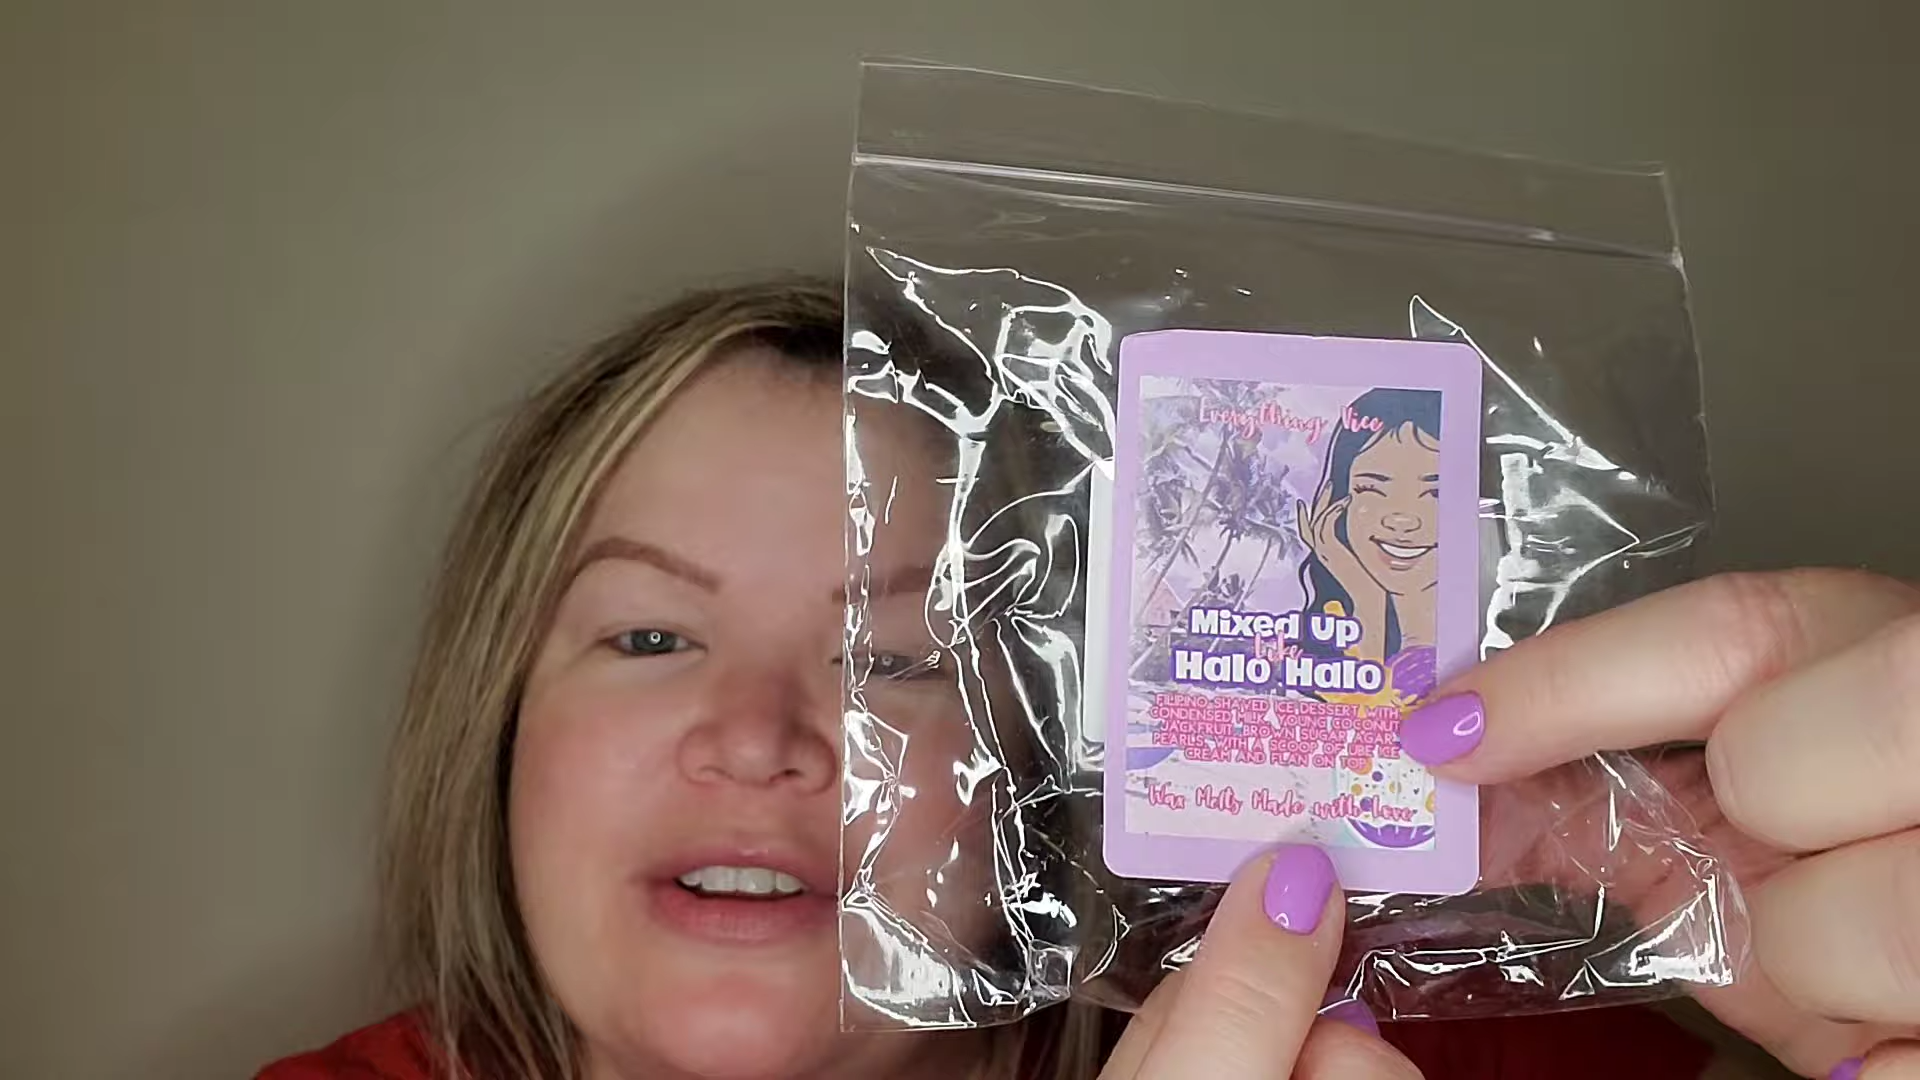 Everything Vice
Mixed Up
Like
Halo Halo
FILIPINO SHAVED ICE DESSERT WITH
CONDENSED MILK, YOUNG COCONUT
JACKFRUIT, BROWN SUGAR AGAR
PEARLS, WITH A SCOOP OF UBE ICE
CREAM AND FLAN ON TOP
Wax Melts Made with Love